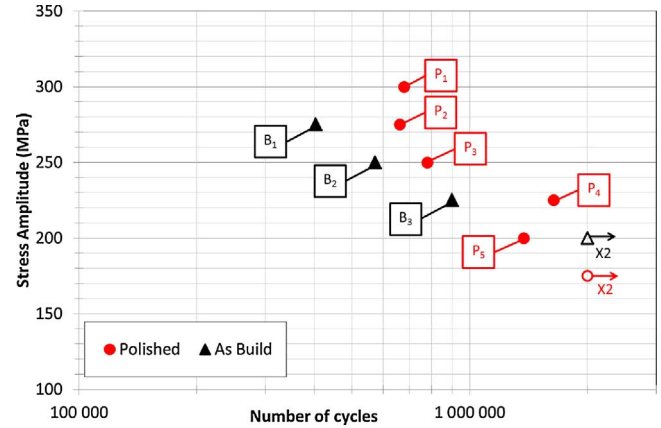 350
300
250
200
150
100
Stress Amplitude (MPa)
P1
P2
B1
P3
B2
P4
B3
P5
X2
X2
Polished
As Build
100 000
Number of cycles
1 000 000